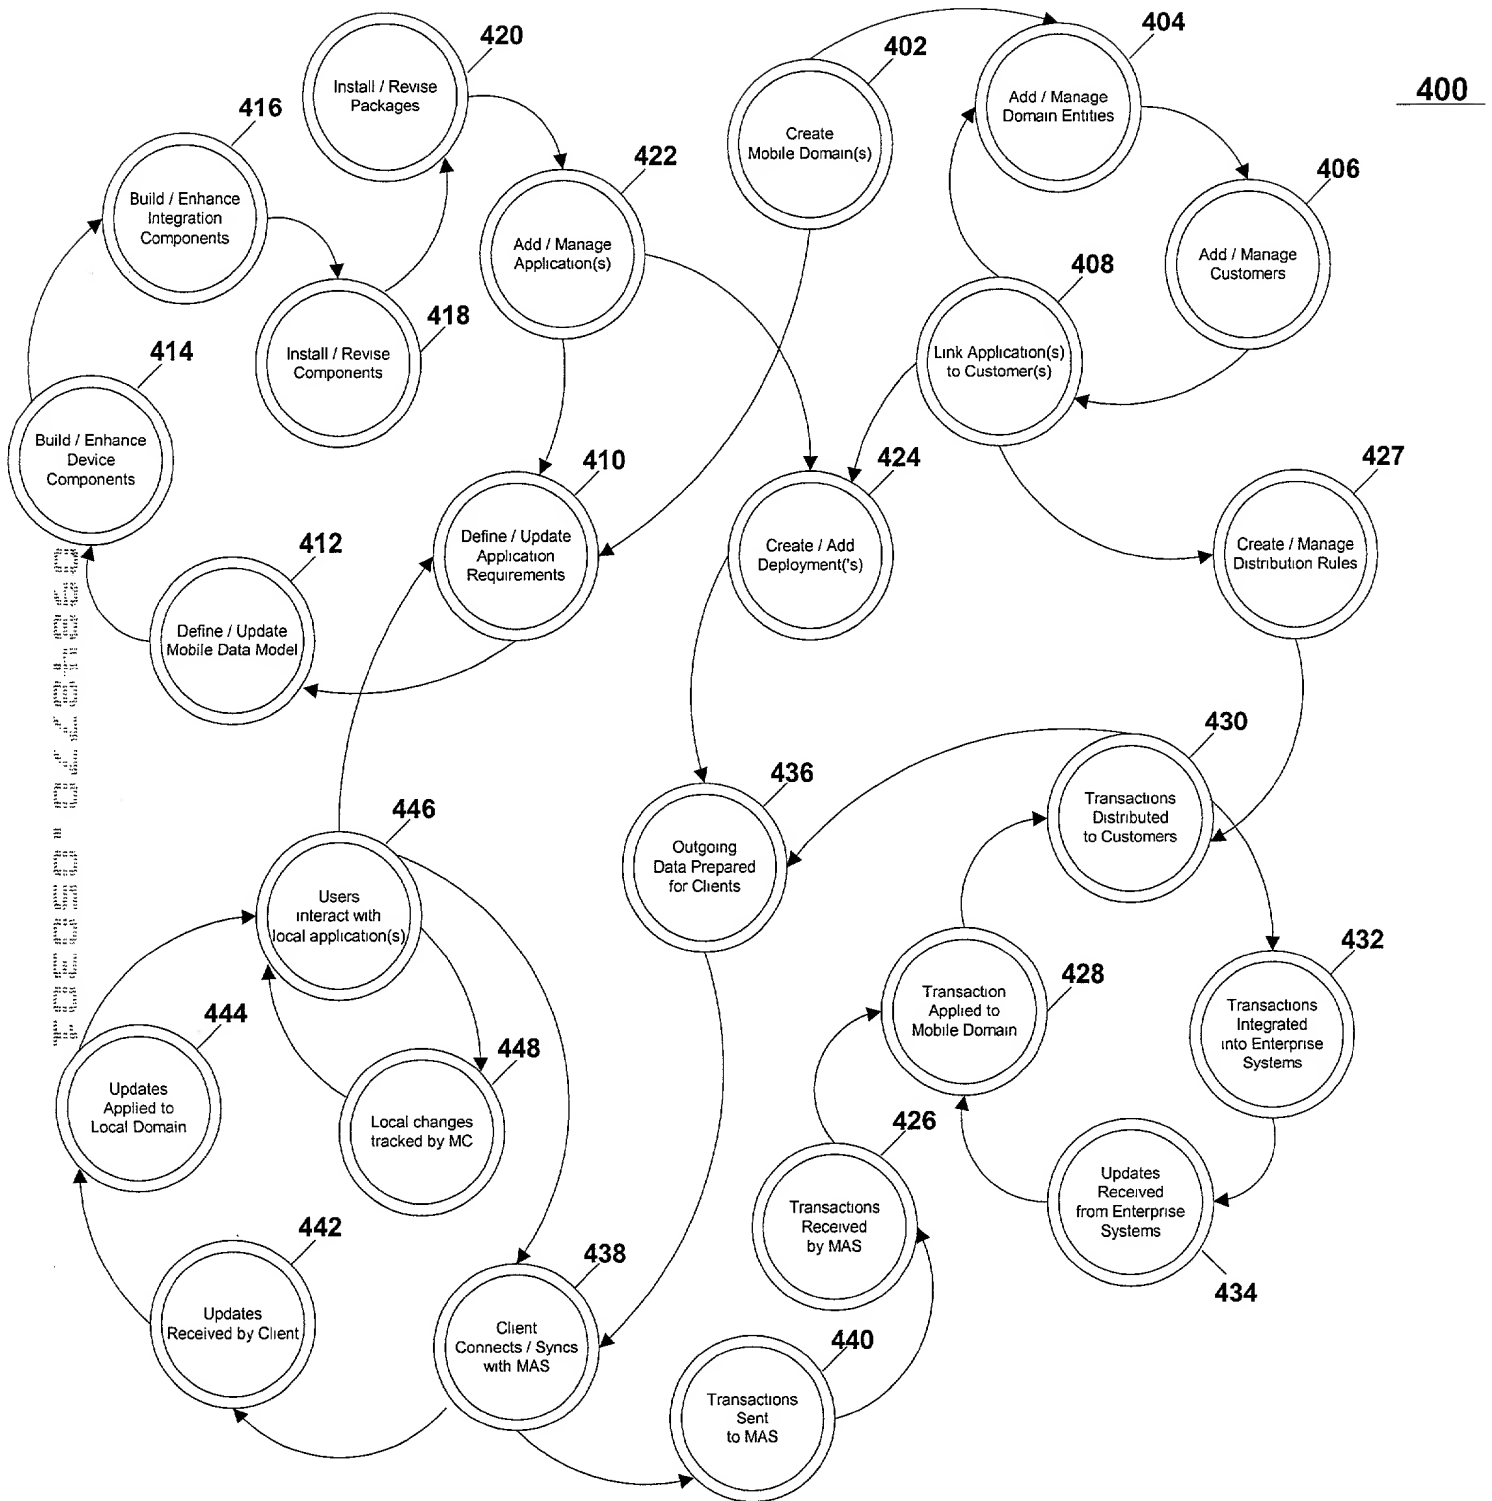 400
420
Install / Revise
Packages
402
Create
Mobile Domain(s)
404
Add / Manage
Domain Entities
416
Build / Enhance
Integration
Components
422
Add / Manage
Application(s)
406
Add / Manage
Customers
418
Install / Revise
Components
408
Link Application(s)
to Customer(s)
414
Build / Enhance
Device
Components
410
Define / Update
Application
Requirements
424
Create / Add
Deployment('s)
427
Create / Manage
Distribution Rules
412
Define / Update
Mobile Data Model
430
Transactions
Distributed
to Customers
436
Outgoing
Data Prepared
for Clients
446
Users
interact with
local application(s)
432
Transactions
Integrated
into Enterprise
Systems
428
Transaction
Applied to
Mobile Domain
444
Updates
Applied to
Local Domain
448
Local changes
tracked by MC
426
Transactions
Received
by MAS
434
Updates
Received
from Enterprise
Systems
442
Updates
Received by Client
438
Client
Connects / Syncs
with MAS
440
Transactions
Sent
to MAS